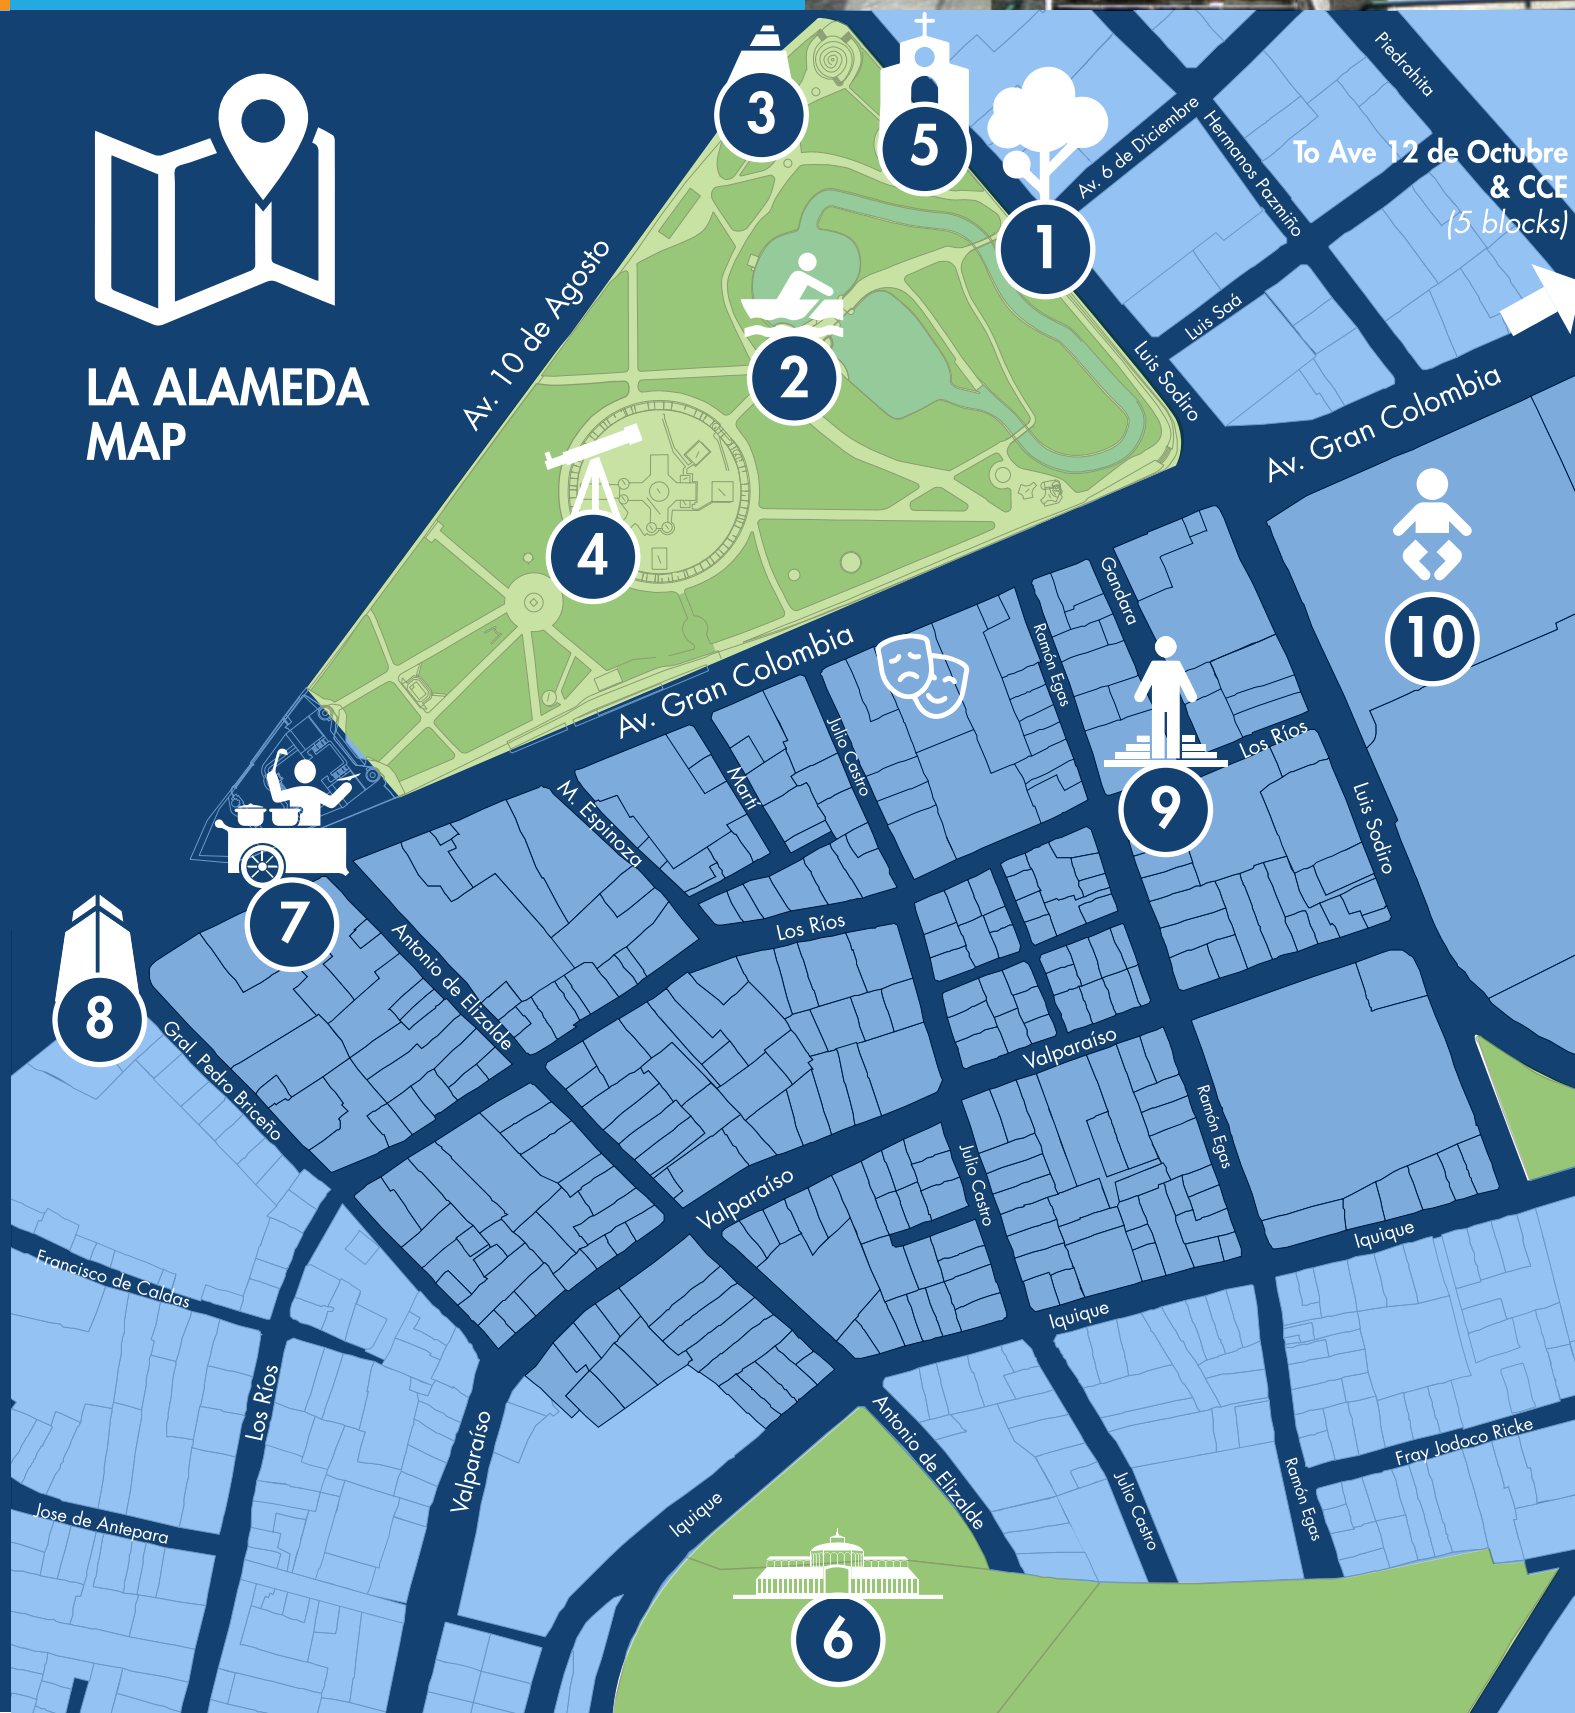 LA ALAMEDA
MAP
3
5
1
2
4
7
8
9
10
6
Piedrahita
To Ave 12 de Octubre
& CCE
(5 blocks)
Av. 6 de Diciembre
Hermanos Pazmiño
Luis Saá
Luis Sodiro
Av. 10 de Agosto
Av. Gran Colombia
Av. Gran Colombia
Gandara
Ramón Egas
Julio Castro
Martí
M. Espinoza
Los Ríos
Luis Sodiro
Los Ríos
Antonio de Elizalde
Gral. Pedro Briceño
Valparaíso
Ramón Egas
Julio Castro
Valparaíso
Iquique
Iquique
Francisco de Caldas
Los Ríos
Valparaíso
Jose de Antepara
Iquique
Antonio de Elizalde
Julio Castro
Ramón Egas
Fray Jodoco Ricke